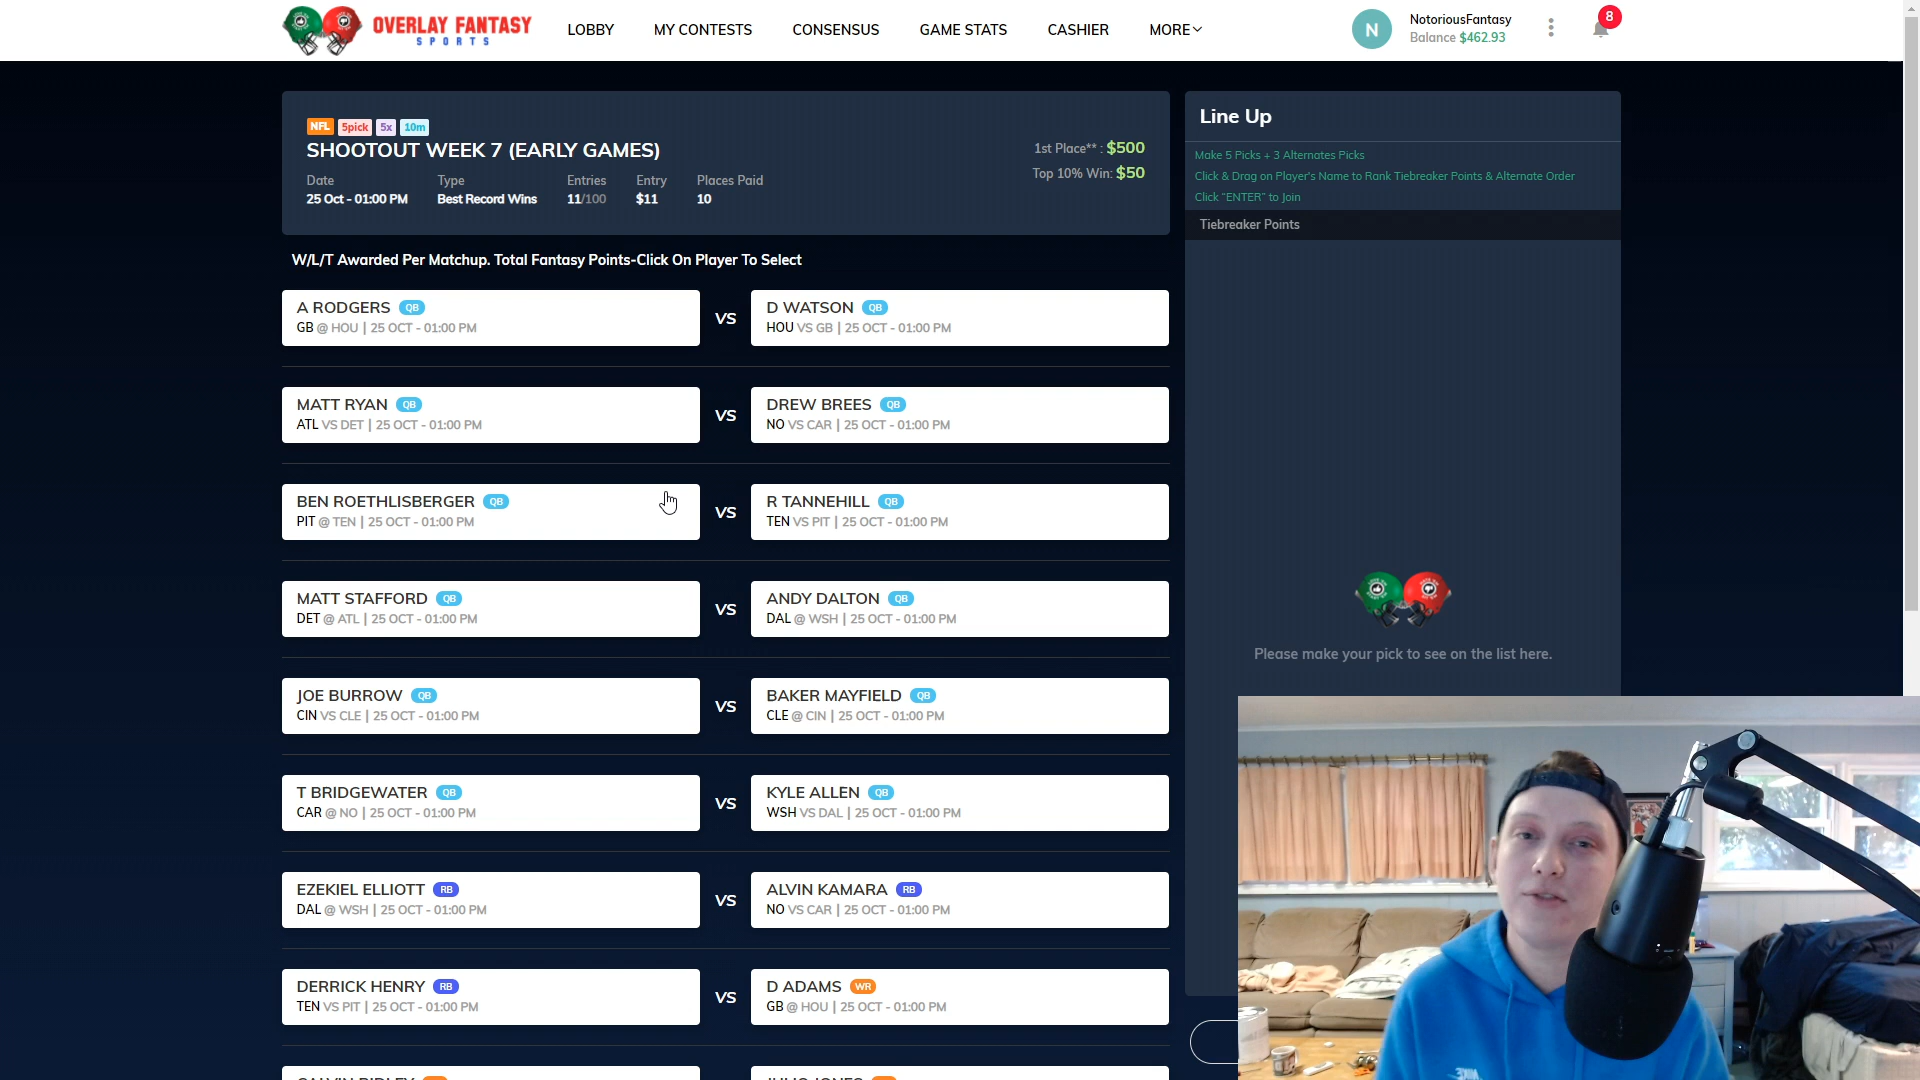 OVERLAY FANTASY
SPORTS
LOBBY
MY CONTESTS
CONSENSUS
GAME STATS
CASHIER
MORE
N
NotoriousFantasy
Balance $462.93
8
NFL 5pick 5x 10m
SHOOTOUT WEEK 7 (EARLY GAMES)
Date
25 Oct - 01:00 PM
Type
Best Record Wins
Entries
11/100
Entry
$11
Places Paid
10
1st Place** : $500
Top 10% Win: $50
W/L/T Awarded Per Matchup. Total Fantasy Points-Click On Player To Select
A RODGERS QB
GB @ HOU | 25 OCT - 01:00 PM
VS
D WATSON QB
HOU VS GB | 25 OCT - 01:00 PM
MATT RYAN QB
ATL VS DET | 25 OCT - 01:00 PM
VS
DREW BREES QB
NO VS CAR | 25 OCT - 01:00 PM
BEN ROETHLISBERGER QB
PIT @ TEN | 25 OCT - 01:00 PM
VS
R TANNEHILL QB
TEN VS PIT | 25 OCT - 01:00 PM
MATT STAFFORD QB
DET @ ATL | 25 OCT - 01:00 PM
VS
ANDY DALTON QB
DAL @ WSH | 25 OCT - 01:00 PM
JOE BURROW QB
CIN VS CLE | 25 OCT - 01:00 PM
VS
BAKER MAYFIELD QB
CLE @ CIN | 25 OCT - 01:00 PM
T BRIDGEWATER QB
CAR @ NO | 25 OCT - 01:00 PM
VS
KYLE ALLEN QB
WSH VS DAL | 25 OCT - 01:00 PM
EZEKIEL ELLIOTT RB
DAL @ WSH | 25 OCT - 01:00 PM
VS
ALVIN KAMARA RB
NO VS CAR | 25 OCT - 01:00 PM
DERRICK HENRY RB
TEN VS PIT | 25 OCT - 01:00 PM
VS
D ADAMS WR
GB @ HOU | 25 OCT - 01:00 PM
CALVIN RIDLEY
JULIO JONES
Line Up
Make 5 Picks + 3 Alternates Picks
Click & Drag on Player's Name to Rank Tiebreaker Points & Alternate Order
Click “ENTER” to Join
Tiebreaker Points
Please make your pick to see on the list here.